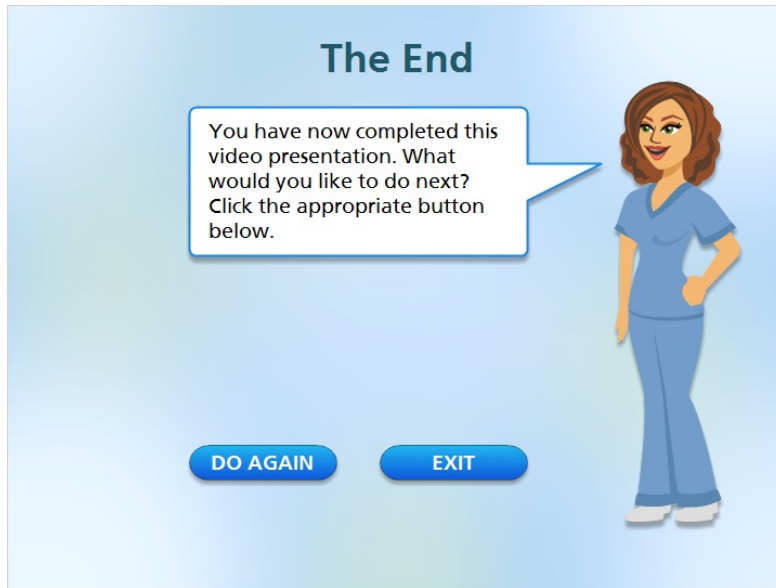 The End
You have now completed this
video presentation. What
would you like to do next?
Click the appropriate button
below.
DO AGAIN
EXIT